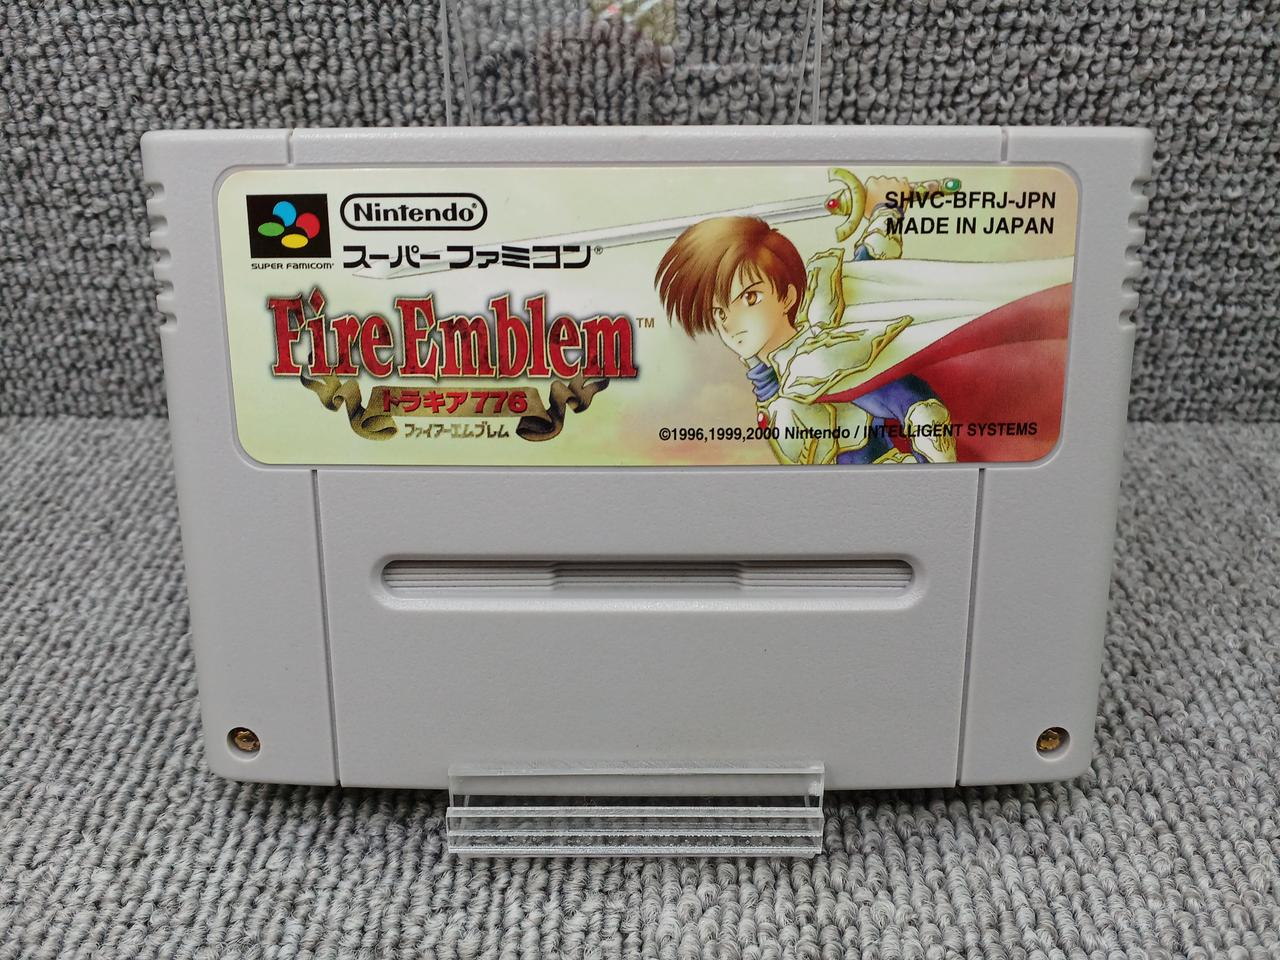 Nintendo®
SUPER FAMICOM™
スーパーファミコン®
SHVC-BFRJ-JPN
MADE IN JAPAN
Fire Emblem™
トラキア776
ファイアーエムブレム
©1996,1999,2000 Nintendo / INTELLIGENT SYSTEMS